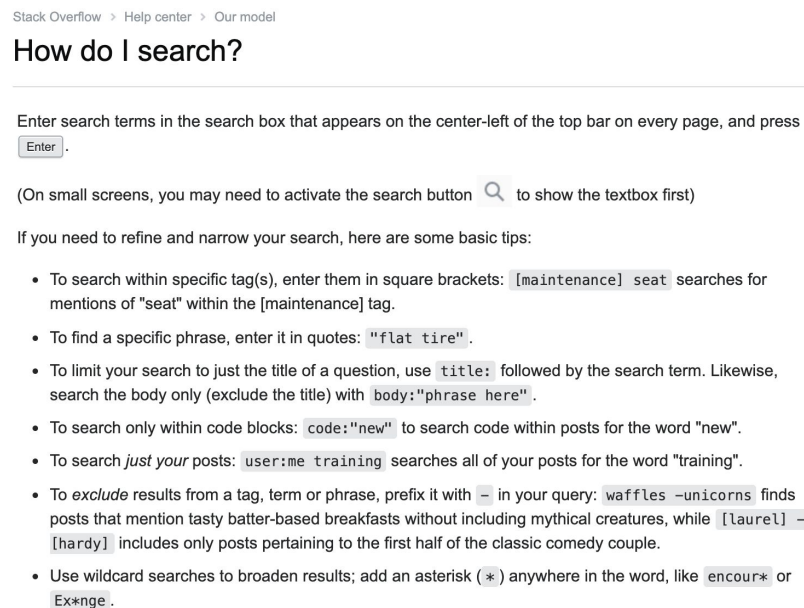 Stack Overflow > Help center > Our model
How do I search?
Enter search terms in the search box that appears on the center-left of the top bar on every page, and press
Enter .
(On small screens, you may need to activate the search button to show the textbox first)
If you need to refine and narrow your search, here are some basic tips:
• To search within specific tag(s), enter them in square brackets: [maintenance] seat searches for
mentions of "seat" within the [maintenance] tag.
• To find a specific phrase, enter it in quotes: "flat tire" .
• To limit your search to just the title of a question, use title: followed by the search term. Likewise,
search the body only (exclude the title) with body:"phrase here" .
• To search only within code blocks: code:"new" to search code within posts for the word "new".
• To search just your posts: user:me training searches all of your posts for the word "training".
• To exclude results from a tag, term or phrase, prefix it with - in your query: waffles -unicorns finds
posts that mention tasty batter-based breakfasts without including mythical creatures, while [laurel] -
[hardy] includes only posts pertaining to the first half of the classic comedy couple.
• Use wildcard searches to broaden results; add an asterisk ( * ) anywhere in the word, like encour* or
Ex*nge .